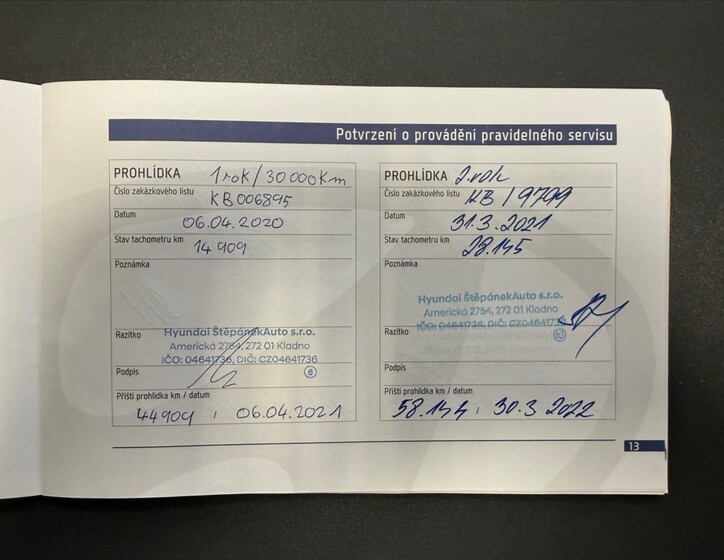 Potvrzení o provádění pravidelného servisu
PROHLÍDKA 1 rok/30 000 Km
Číslo zakázkového listu KB006895
Datum 06.04.2020
Stav tachometru km 14 909
Poznámka
Razítko
Hyundai ŠtěpánekAuto s.r.o.
Americká 2754, 272 01 Kladno
IČO: 04641736, DIČ: CZ04641736
Podpis 6
Příští prohlídka km / datum
44909 06.04.2021
PROHLÍDKA 2.rok
Číslo zakázkového listu KB/9799
Datum 31.3.2021
Stav tachometru km 28.145
Poznámka
Hyundai ŠtěpánekAuto s.r.o.
Americká 2754, 272 01 Kladno
IČO: 04641736, DIČ: CZ0464173
Razítko 10
Podpis
Příští prohlídka km / datum
58.144 30.3 2022
13